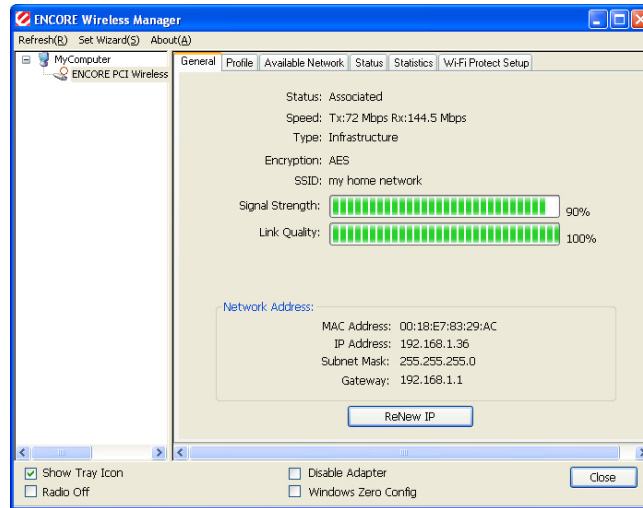 ENCORE Wireless Manager
Refresh(R) Set Wizard(S) About(A)
MyComputer
ENCORE PCI Wireless
General Profile Available Network Status Statistics Wi-Fi Protect Setup
Status: Associated
Speed: Tx:72 Mbps Rx:144.5 Mbps
Type: Infrastructure
Encryption: AES
SSID: my home network
Signal Strength: 90%
Link Quality: 100%
Network Address:
MAC Address: 00:18:E7:83:29:AC
IP Address: 192.168.1.36
Subnet Mask: 255.255.255.0
Gateway: 192.168.1.1
ReNew IP
Show Tray Icon Disable Adapter Close
Radio Off Windows Zero Config